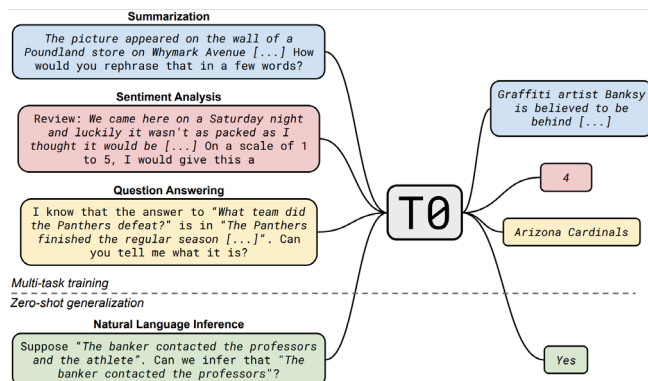 Summarization
The picture appeared on the wall of a
Poundland store on Whymark Avenue [...] How
would you rephrase that in a few words?
Sentiment Analysis
Review: We came here on a Saturday night
and luckily it wasn't as packed as I
thought it would be [...] On a scale of 1
to 5, I would give this a
Question Answering
I know that the answer to “What team did
the Panthers defeat?” is in “The Panthers
finished the regular season [...]”. Can
you tell me what it is?
Multi-task training
Zero-shot generalization
Natural Language Inference
Suppose “The banker contacted the professors
and the athlete”. Can we infer that "The
banker contacted the professors"?
T0
Graffiti artist Banksy
is believed to be
behind [...]
4
Arizona Cardinals
Yes